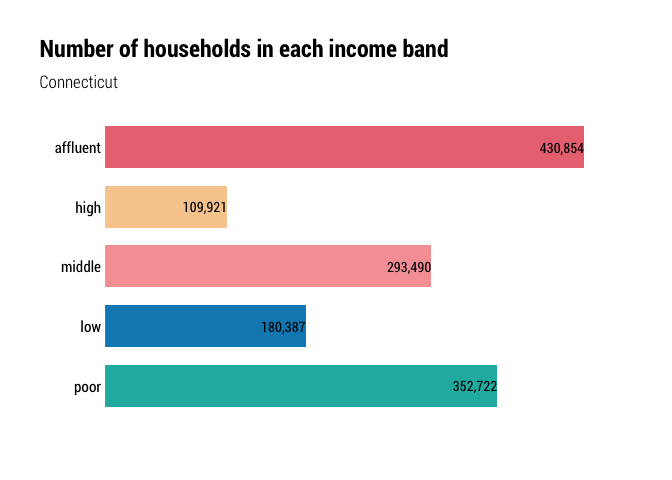 Number of households in each income band
Connecticut
affluent 430,854
high 109,921
middle 293,490
low 180,387
poor 352,722